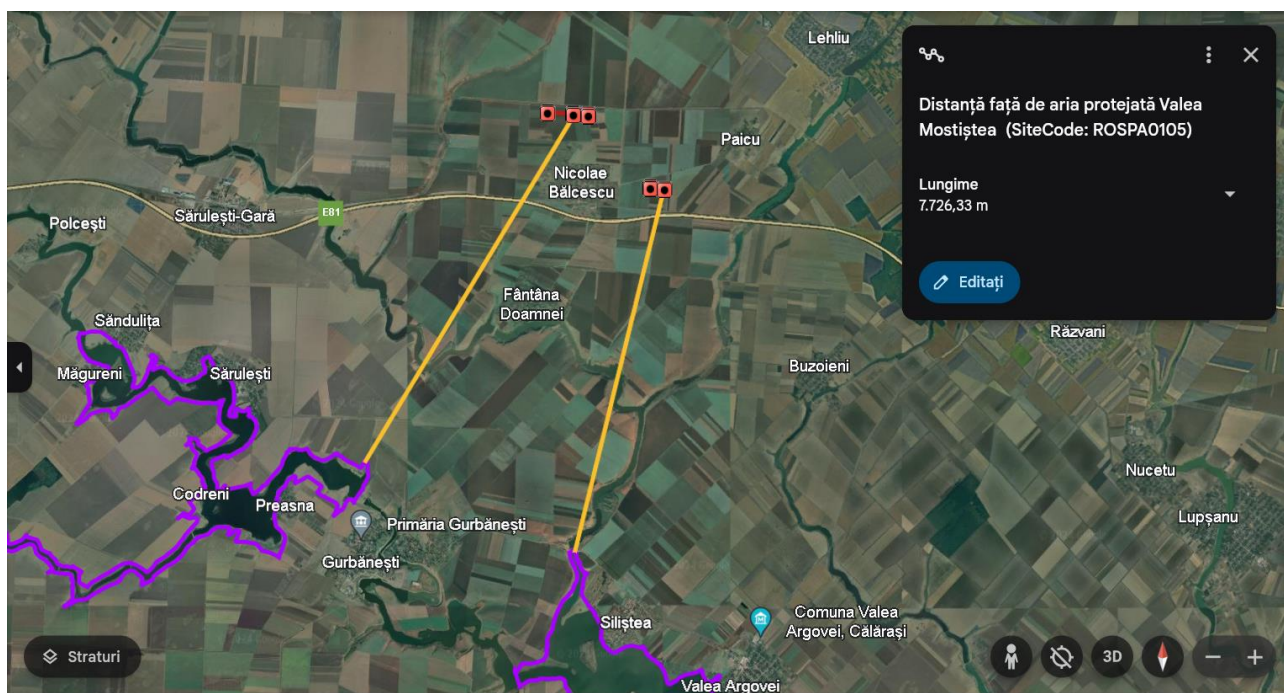 Lehliu
Distanță față de aria protejată Valea
Mostiștea (SiteCode: ROSPA0105)
Paicu
Nicolae
Bălcescu
Lungime
7.726,33 m
Polcești
Sărulești-Gară
E81
Editați
Fântâna
Doamnei
Săndulița
Răzvani
Măgureni
Sărulești
Buzoieni
Nucetu
Codreni
Preasna
Lupșanu
Primăria Gurbănești
Gurbănești
Comuna Valea
Argovei, Călărași
Siliștea
Straturi
3D
Valea Argovei